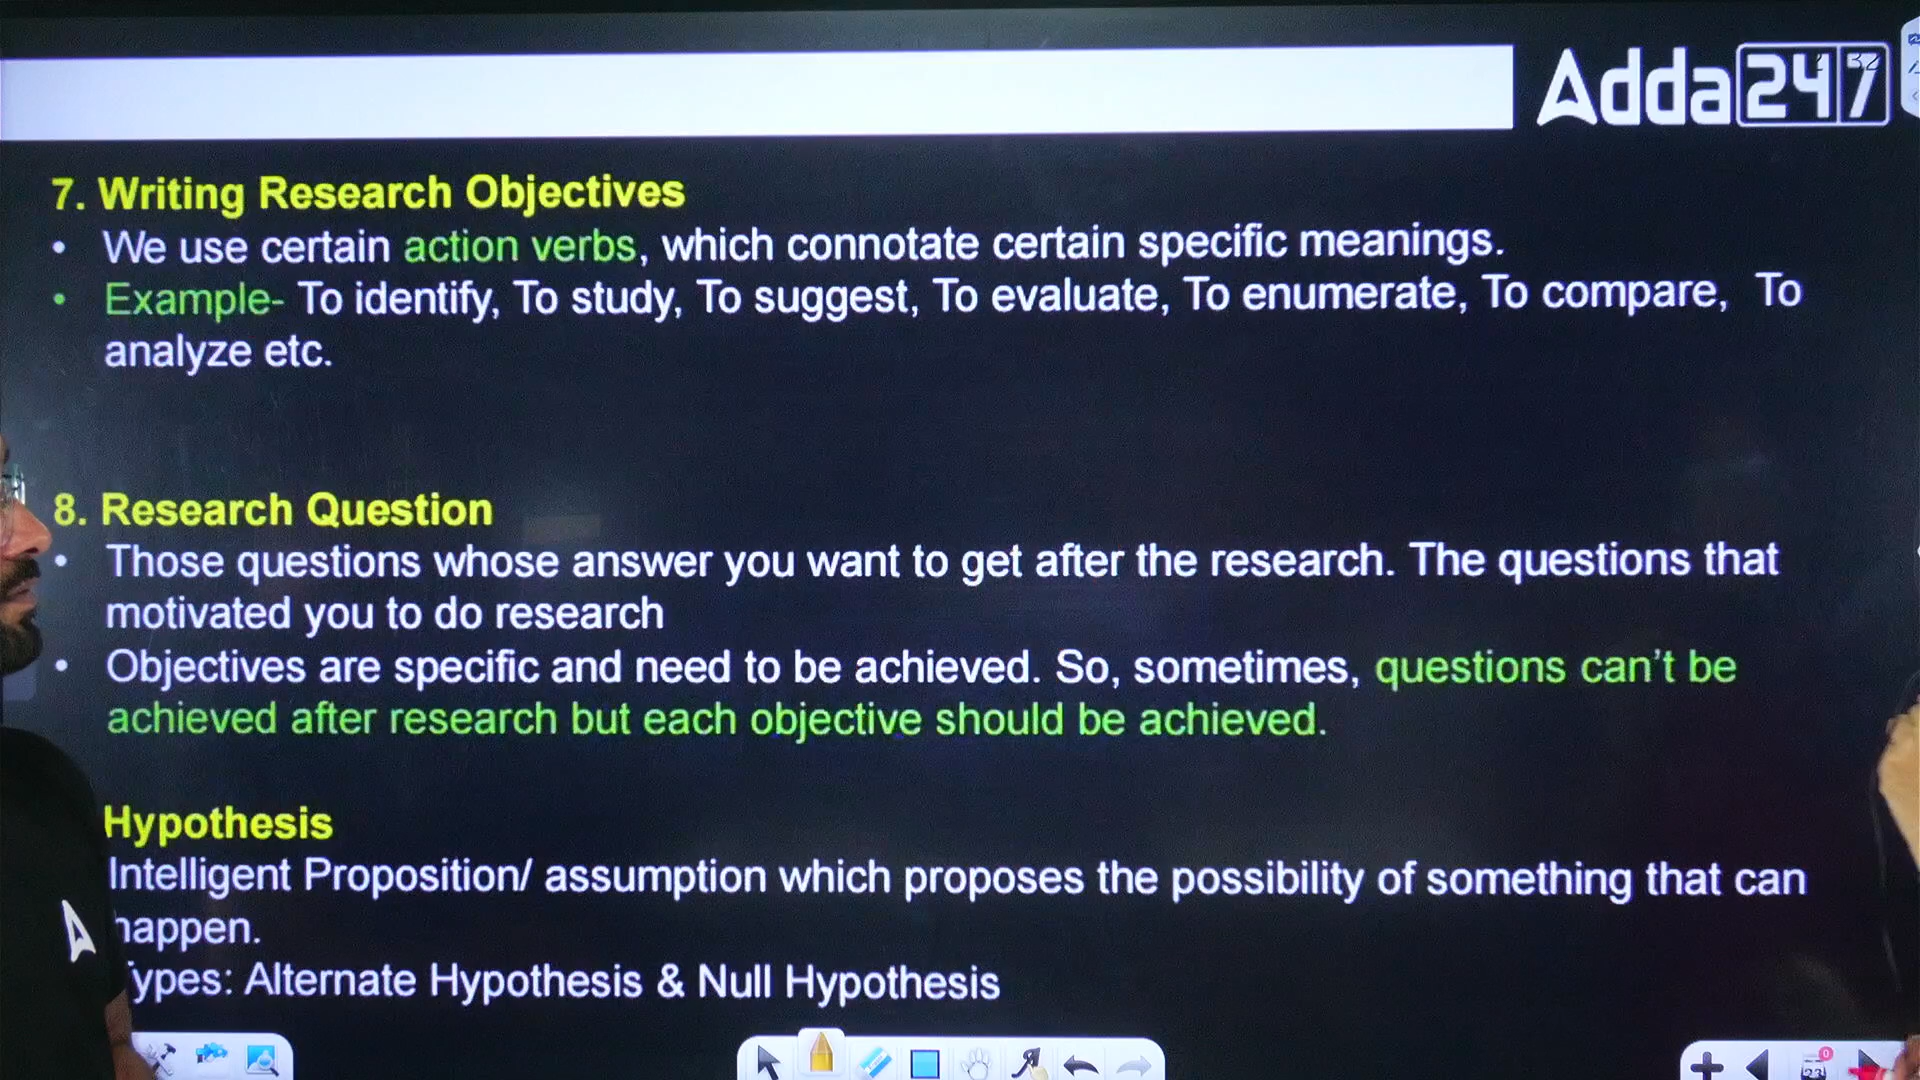 Adda247
7. Writing Research Objectives
• We use certain action verbs, which connotate certain specific meanings.
• Example- To identify, To study, To suggest, To evaluate, To enumerate, To compare, To
analyze etc.
8. Research Question
• Those questions whose answer you want to get after the research. The questions that
motivated you to do research
• Objectives are specific and need to be achieved. So, sometimes, questions can't be
achieved after research but each objective should be achieved.
Hypothesis
Intelligent Proposition/ assumption which proposes the possibility of something that can
happen.
Types: Alternate Hypothesis & Null Hypothesis